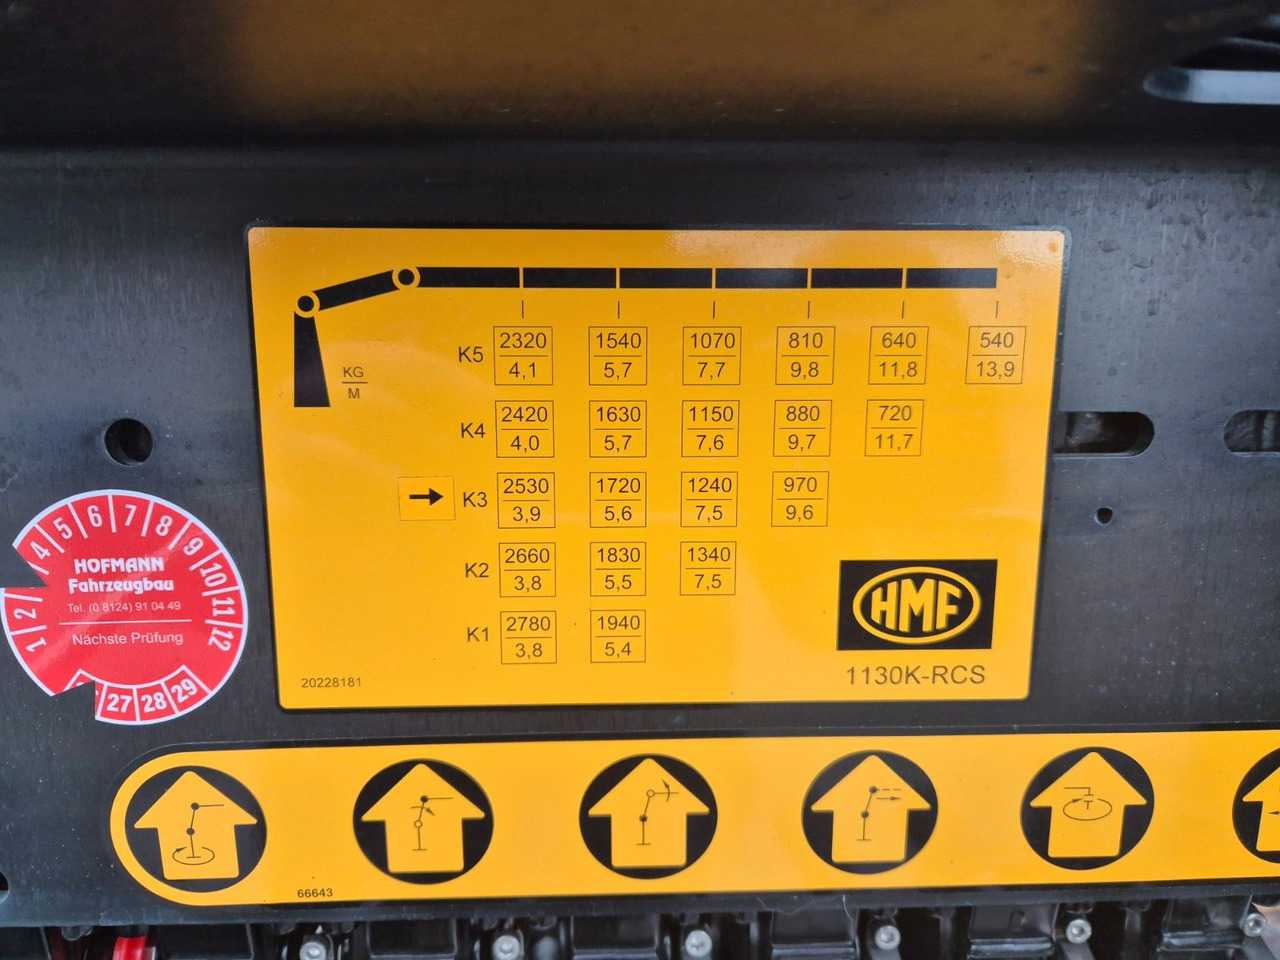 KG
M
K5 2320 1540 1070 810 640 540
4,1 5,7 7,7 9,8 11,8 13,9
K4 2420 1630 1150 880 720
4,0 5,7 7,6 9,7 11,7
K3 2530 1720 1240 970
3,9 5,6 7,5 9,6
K2 2660 1830 1340
3,8 5,5 7,5
K1 2780 1940
3,8 5,4
HMF
1130K-RCS
20228181
1 2 4 5 6 7 8 9 10 11 12
HOFMANN
Fahrzeugbau
Tel. (0 8124) 91 04 49
Nächste Prüfung
27 28 29
66643